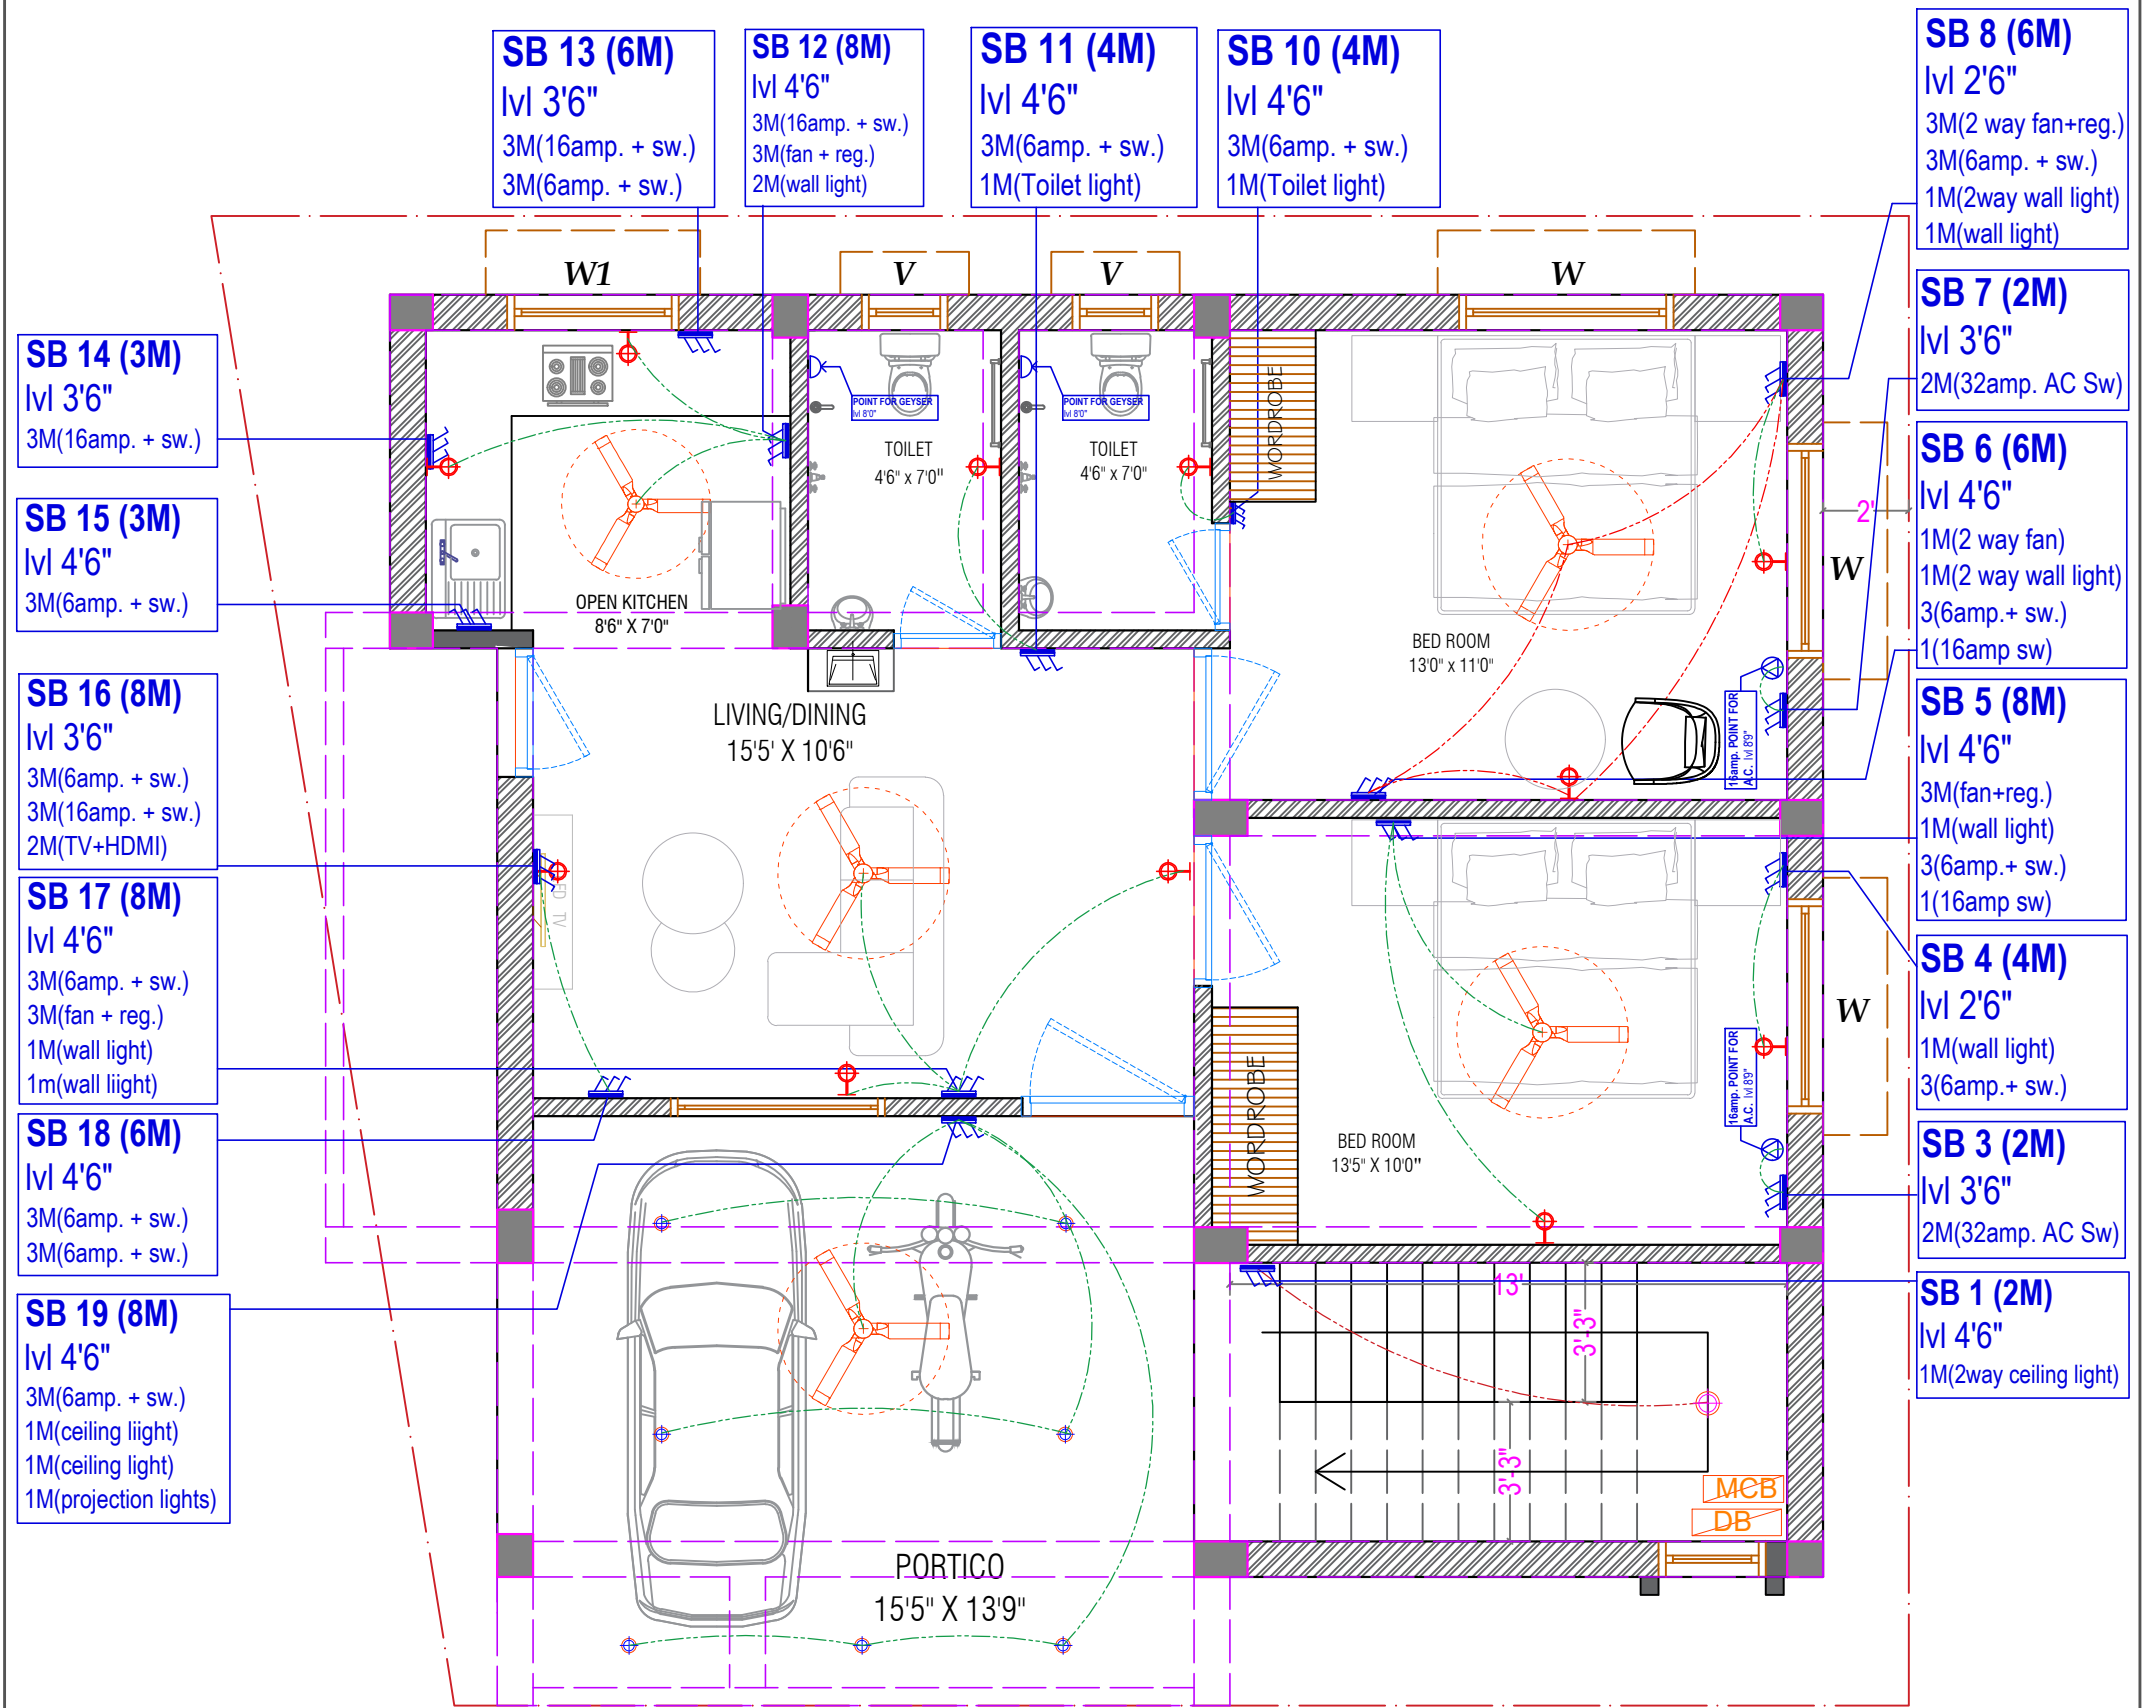 SB 13 (6M)
lvl 3'6"
3M(16amp. + sw.)
3M(6amp. + sw.)
SB 12 (8M)
lvl 4'6"
3M(16amp. + sw.)
3M(fan + reg.)
2M(wall light)
SB 11 (4M)
lvl 4'6"
3M(6amp. + sw.)
1M(Toilet light)
SB 10 (4M)
lvl 4'6"
3M(6amp. + sw.)
1M(Toilet light)
SB 8 (6M)
lvl 2'6"
3M(2 way fan+reg.)
3M(6amp. + sw.)
1M(2way wall light)
1M(wall light)
SB 7 (2M)
lvl 3'6"
2M(32amp. AC Sw)
SB 6 (6M)
lvl 4'6"
1M(2 way fan)
1M(2 way wall light)
3(6amp.+ sw.)
1(16amp sw)
SB 5 (8M)
lvl 4'6"
3M(fan+reg.)
1M(wall light)
3(6amp.+ sw.)
1(16amp sw)
SB 4 (4M)
lvl 2'6"
1M(wall light)
3(6amp.+ sw.)
SB 3 (2M)
lvl 3'6"
2M(32amp. AC Sw)
SB 1 (2M)
lvl 4'6"
1M(2way ceiling light)
SB 14 (3M)
lvl 3'6"
3M(16amp. + sw.)
SB 15 (3M)
lvl 4'6"
3M(6amp. + sw.)
SB 16 (8M)
lvl 3'6"
3M(6amp. + sw.)
3M(16amp. + sw.)
2M(TV+HDMI)
SB 17 (8M)
lvl 4'6"
3M(6amp. + sw.)
3M(fan + reg.)
1M(wall light)
1m(wall liight)
SB 18 (6M)
lvl 4'6"
3M(6amp. + sw.)
3M(6amp. + sw.)
SB 19 (8M)
lvl 4'6"
3M(6amp. + sw.)
1M(ceiling liight)
1M(ceiling light)
1M(projection lights)
W1
V
V
W
POINT FOR GEYSER
lvl 8'0"
POINT FOR GEYSER
lvl 8'0"
TOILET
4'6" x 7'0"
TOILET
4'6" x 7'0"
WORDROBE
2'
W
OPEN KITCHEN
8'6" X 7'0"
BED ROOM
13'0" x 11'0"
16amp. POINT FOR
A.C. lvl 8'9"
LIVING/DINING
15'5' X 10'6"
TV
W
16amp. POINT FOR
A.C. lvl 8'9"
WORDROBE
BED ROOM
13'5" X 10'0"
13'
3'-3"
3'-3"
MCB
DB
PORTICO
15'5" X 13'9"